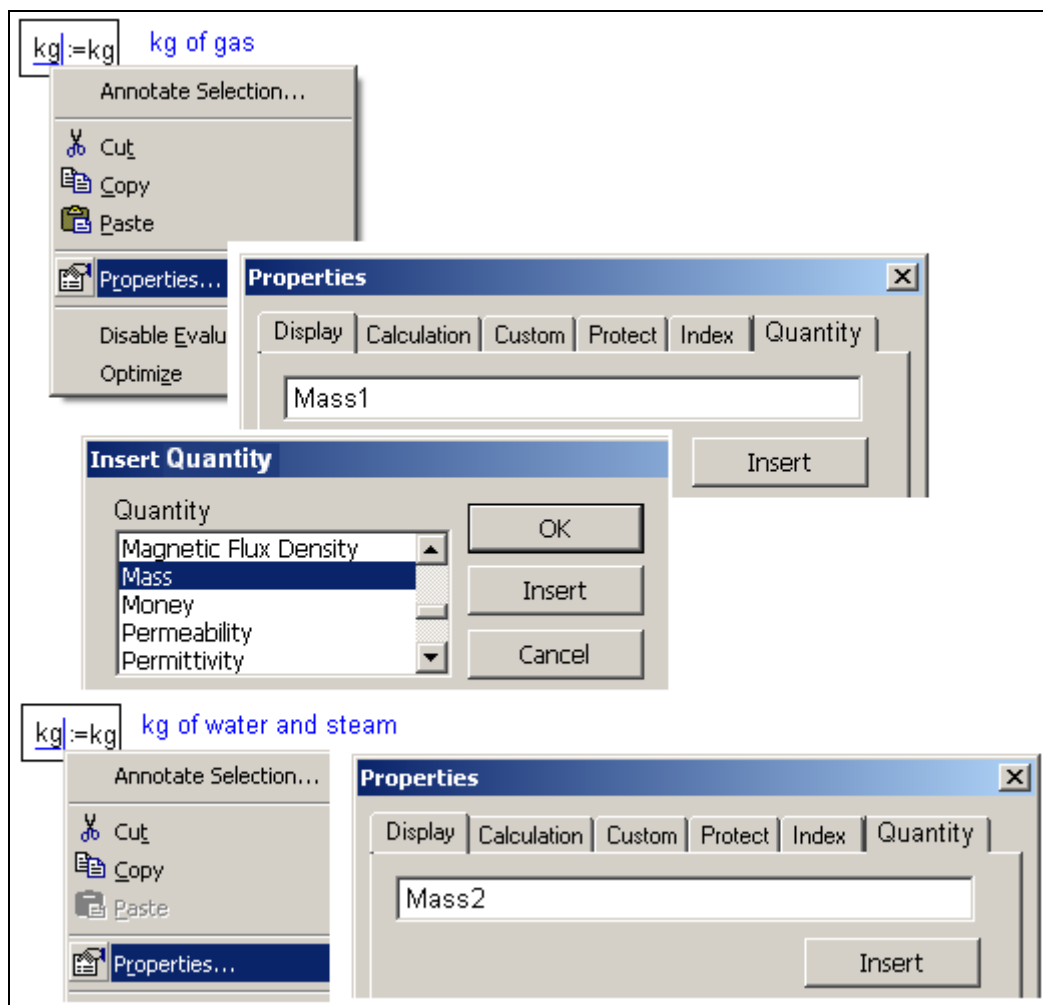 kg:=kg kg of gas
Annotate Selection...
Cut
Copy
Paste
Properties...
Disable Evalu
Optimize
Properties
Display Calculation Custom Protect Index Quantity
Mass1
Insert
Insert Quantity
Quantity
Magnetic Flux Density
Mass
Money
Permeability
Permittivity
OK
Insert
Cancel
kg:=kg kg of water and steam
Annotate Selection...
Cut
Copy
Paste
Properties...
Properties
Display Calculation Custom Protect Index Quantity
Mass2
Insert